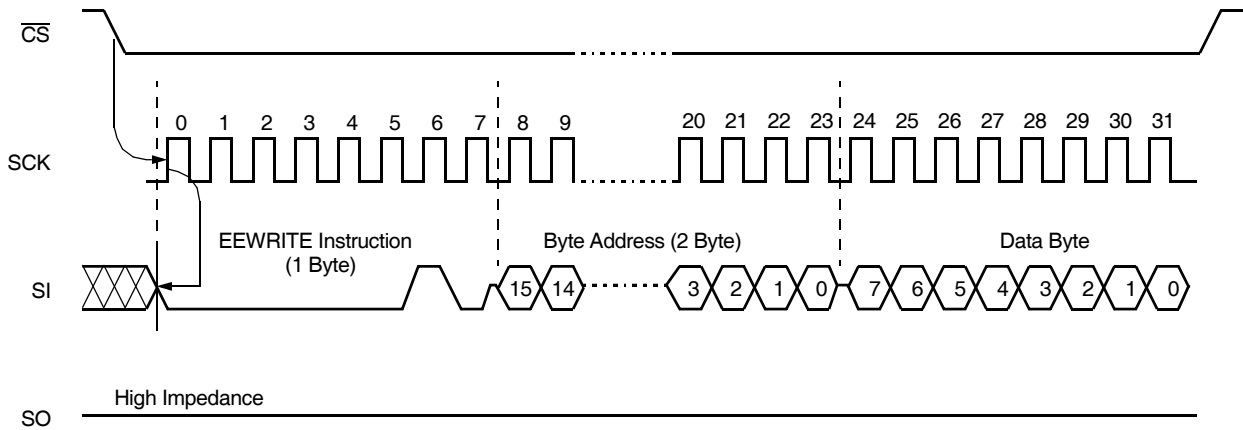 CS
0 1 2 3 4 5 6 7 8 9 20 21 22 23 24 25 26 27 28 29 30 31
SCK
EEWRITE Instruction
(1 Byte)
Byte Address (2 Byte)
Data Byte
SI
15 14 3 2 1 0 7 6 5 4 3 2 1 0
High Impedance
SO